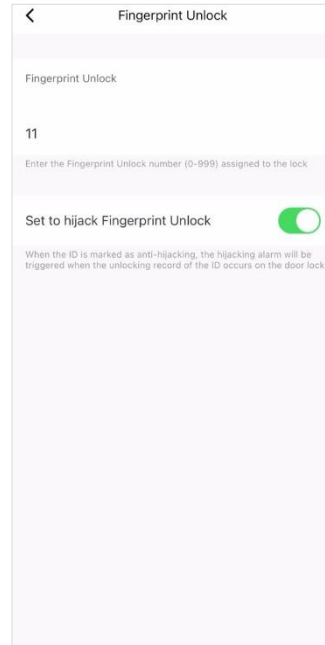 Fingerprint Unlock
Fingerprint Unlock
11
Enter the Fingerprint Unlock number (0-999) assigned to the lock
Set to hijack Fingerprint Unlock
When the ID is marked as anti-hijacking, the hijacking alarm will be
triggered when the unlocking record of the ID occurs on the door lock